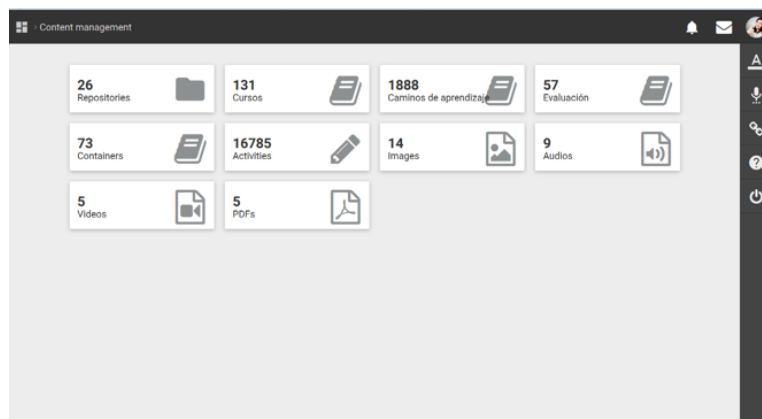 Content management
26
Repositories
131
Cursos
1888
Caminos de aprendizaje
57
Evaluación
73
Containers
16785
Activities
14
Images
9
Audios
5
Videos
5
PDFs